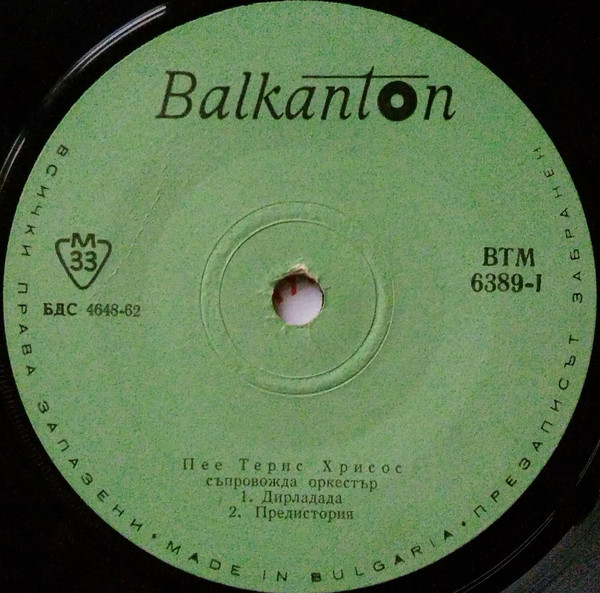 Balkanton
ВСИЧКИ ПРАВА ЗАПАЗЕНИ • MADE IN BULGARIA • ПРЕЗАПИСЪТ ЗАБРАНЕН
М
33
БДС 4648-62
ВТМ
6389-I
Пее Терис Хрисос
съпровожда оркестър
1. Дирладада
2. Предистория